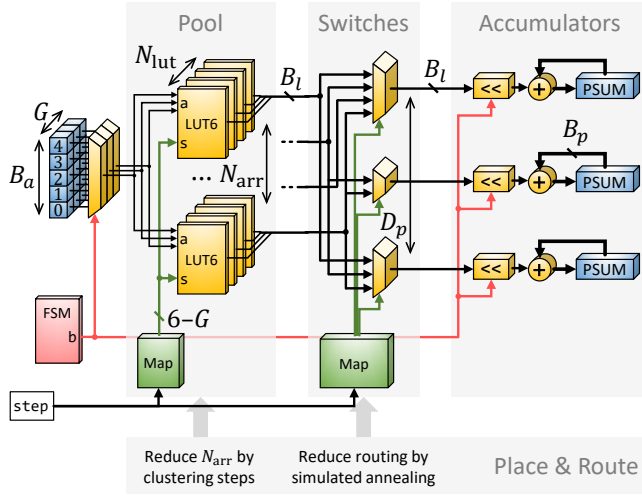 Pool
Switches
Accumulators
N_lut
B_l
B_l
G
a
LUT6
s
<<
+
PSUM
B_a
4
3
2
1
0
... N_arr
B_p
<<
+
PSUM
a
LUT6
s
D_p
<<
+
PSUM
FSM
b
6−G
Map
Map
step
Reduce N_arr by
clustering steps
Reduce routing by
simulated annealing
Place & Route